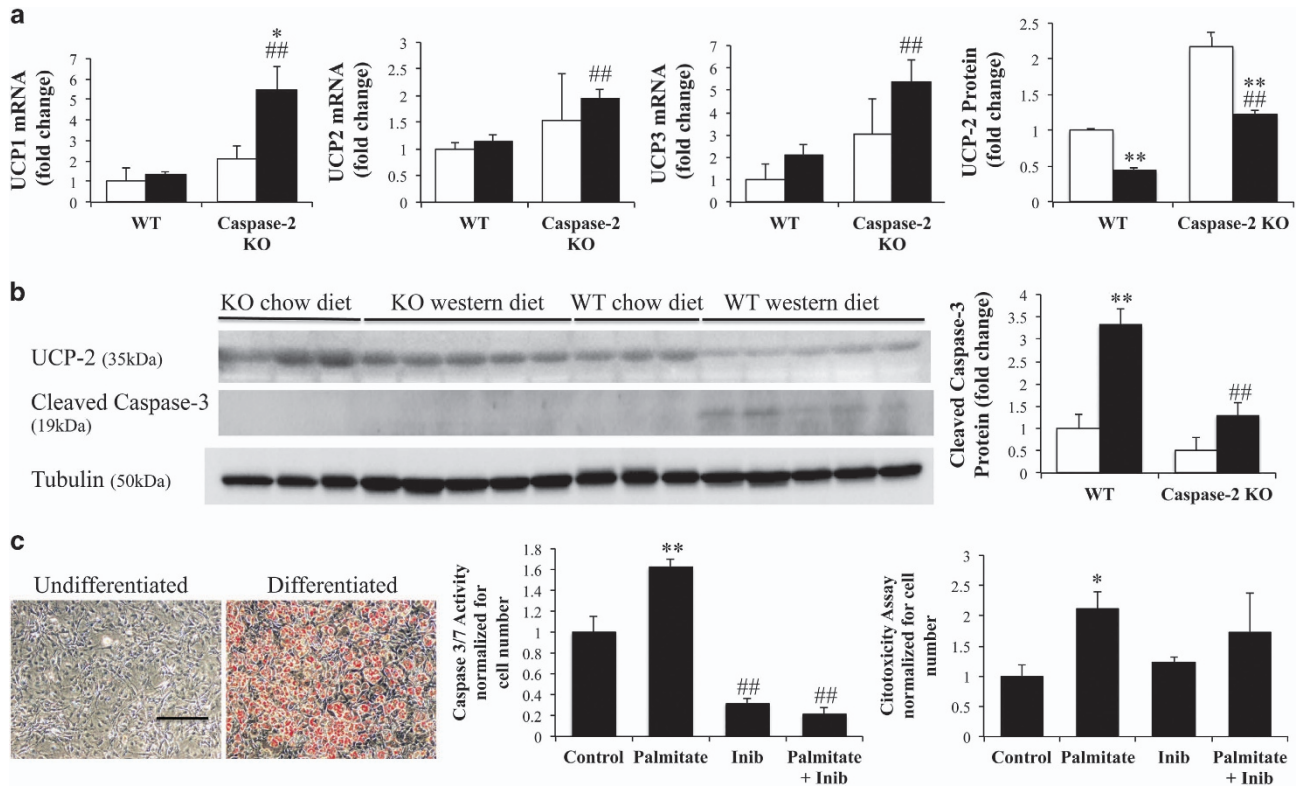 a
UCP1 mRNA
(fold change)
7
6
5
4
3
2
1
0
*
##
WT
Caspase-2
KO
UCP2 mRNA
(fold change)
3
2.5
2
1.5
1
0.5
0
##
WT
Caspase-2
KO
UCP3 mRNA
(fold change)
7
6
5
4
3
2
1
0
##
WT
Caspase-2
KO
UCP-2 Protein
(fold change)
2.5
2
1.5
1
0.5
0
**
**
##
WT
Caspase-2 KO
b
KO chow diet
KO western diet
WT chow diet
WT western diet
UCP-2 (35kDa)
Cleaved Caspase-3
(19kDa)
Tubulin (50kDa)
Cleaved Caspase-3
Protein (fold change)
4
3.5
3
2.5
2
1.5
1
0.5
0
**
##
WT
Caspase-2 KO
c
Undifferentiated
Differentiated
Caspase 3/7 Activity
normalized for
cell number
1.8
1.6
1.4
1.2
1
0.8
0.6
0.4
0.2
0
**
##
##
Control
Palmitate
Inib
Palmitate
+ Inib
Citotoxicity Assay
normalized for cell
number
3
2.5
2
1.5
1
0.5
0
*
Control
Palmitate
Inib
Palmitate
+ Inib